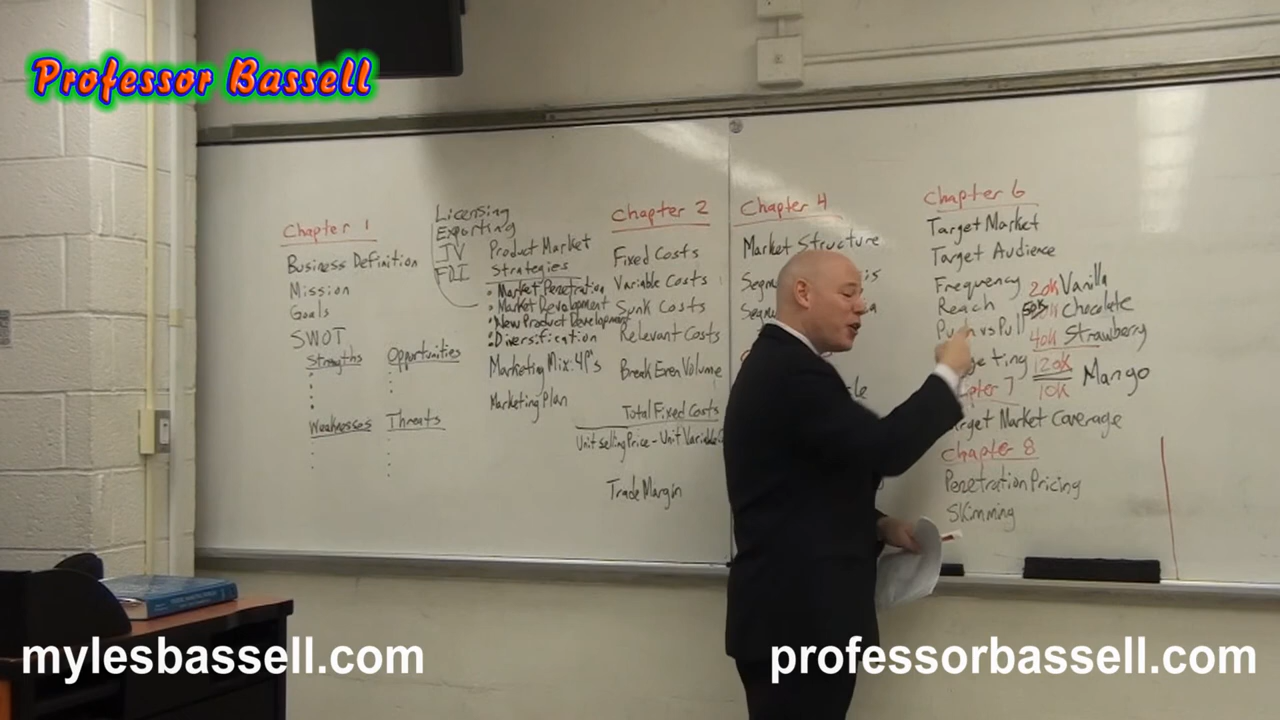 Professor Bassell
Chapter 1
Business Definition
Mission
Goals
SWOT
Strengths
Opportunities
Weaknesses
Threats
Licensing
Exporting
JV
FDI
Product Market
Strategies
• Market Penetration
• Market Development
• New Product Development
• Diversification
Marketing Mix: 4P's
Marketing Plan
Chapter 2
Fixed Costs
Variable Costs
Sunk Costs
Relevant Costs
Break Even Volume
Total Fixed Costs
Unit selling Price - Unit Variable
Trade Margin
Chapter 4
Market Structure
Chapter 6
Target Market
Target Audience
Frequency
Reach
Push vs Pull
20K Vanilla
50K Chocolate
40K Strawberry
120K
10K
Mango
Market Coverage
Chapter 8
Penetration Pricing
Skimming
mylesbassell.com
professorbassell.com